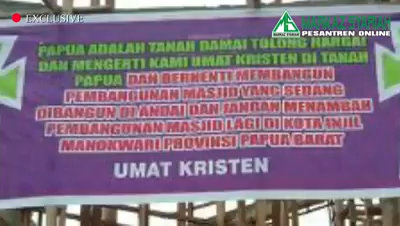 EXCLUSIVE
PESANTREN ONLINE
PAPUA ADALAH TANAH DAMAI TOLONG HARGAI
DAN MENGERTI KAMI UMAT KRISTEN DI TANAH
PAPUA DAN BERHENTI MEMBANGUN
PEMBANGUNAN MASJID YANG SEDANG
DIBANGUN DI ANDAI DAN JANGAN MENAMBAH
PEMBANGUNAN MASJID LAGI DI KOTA INJIL
MANOKWARI PROVINSI PAPUA BARAT
UMAT KRISTEN